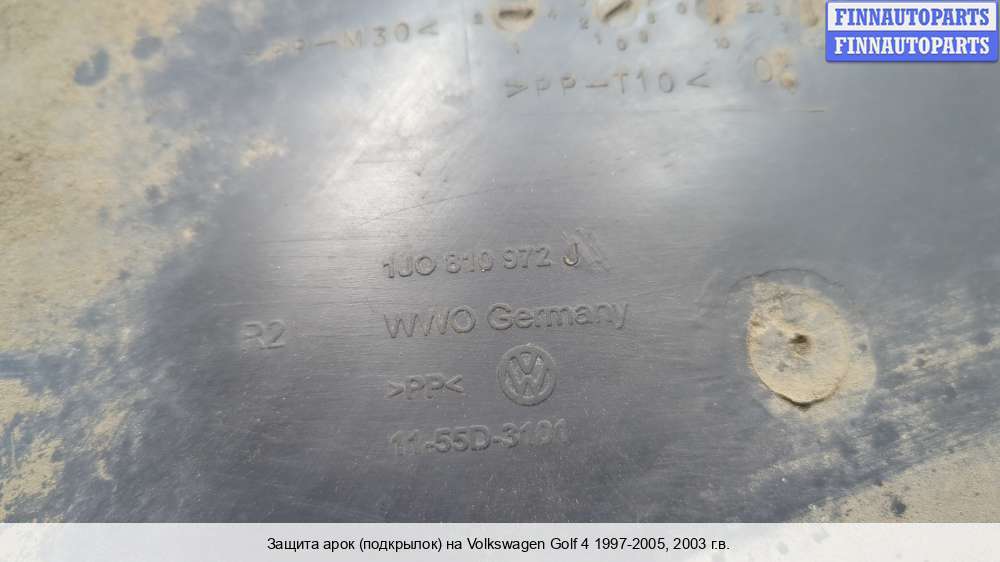 FINNAUTOPARTS
FINNAUTOPARTS
>PP-M30<
>PP-T10<
1J0 810 972 J
WWO Germany
R2
>PP<
11-55D-3181
Защита арок (подкрылок) на Volkswagen Golf 4 1997-2005, 2003 г.в.